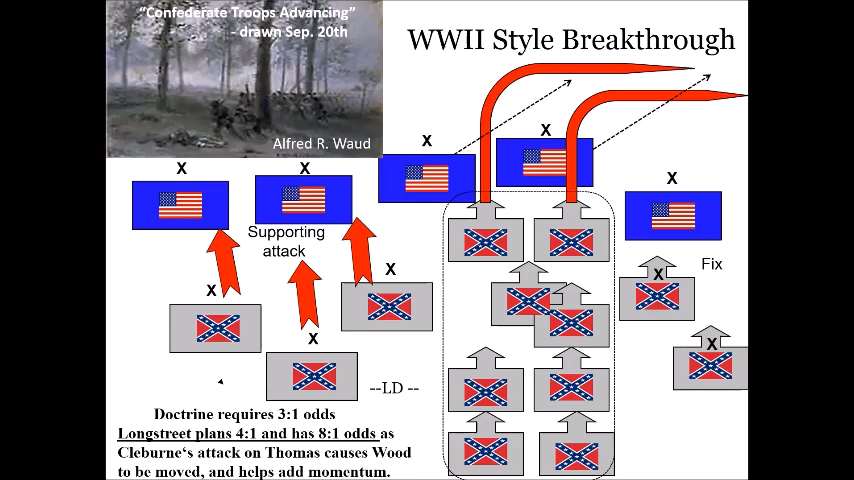 “Confederate Troops Advancing”
- drawn Sep. 20th
Alfred R. Waud
WWII Style Breakthrough
X
X
X
X
X
X
X
X
X
X
Supporting
attack
Fix
--LD --
Doctrine requires 3:1 odds
Longstreet plans 4:1 and has 8:1 odds as
Cleburne‘s attack on Thomas causes Wood
to be moved, and helps add momentum.